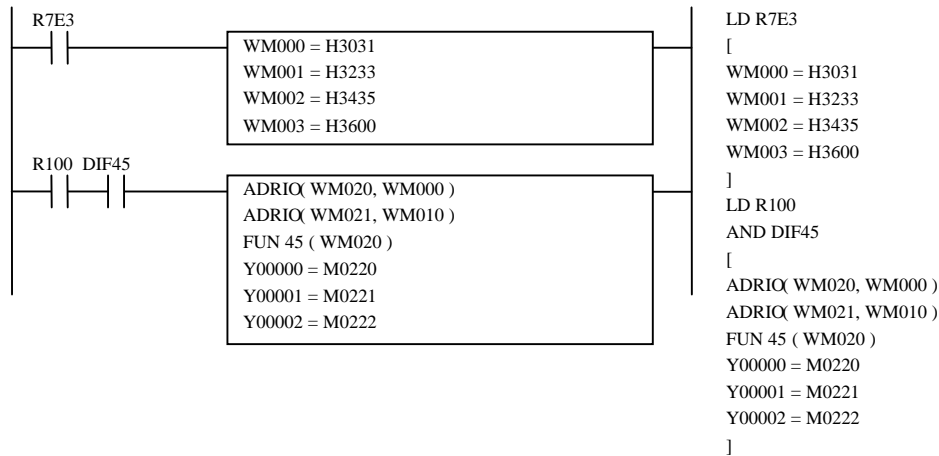 R7E3
WM000 = H3031
WM001 = H3233
WM002 = H3435
WM003 = H3600
R100 DIF45
ADRIO( WM020, WM000 )
ADRIO( WM021, WM010 )
FUN 45 ( WM020 )
Y00000 = M0220
Y00001 = M0221
Y00002 = M0222
LD R7E3
[
WM000 = H3031
WM001 = H3233
WM002 = H3435
WM003 = H3600
]
LD R100
AND DIF45
[
ADRIO( WM020, WM000 )
ADRIO( WM021, WM010 )
FUN 45 ( WM020 )
Y00000 = M0220
Y00001 = M0221
Y00002 = M0222
]